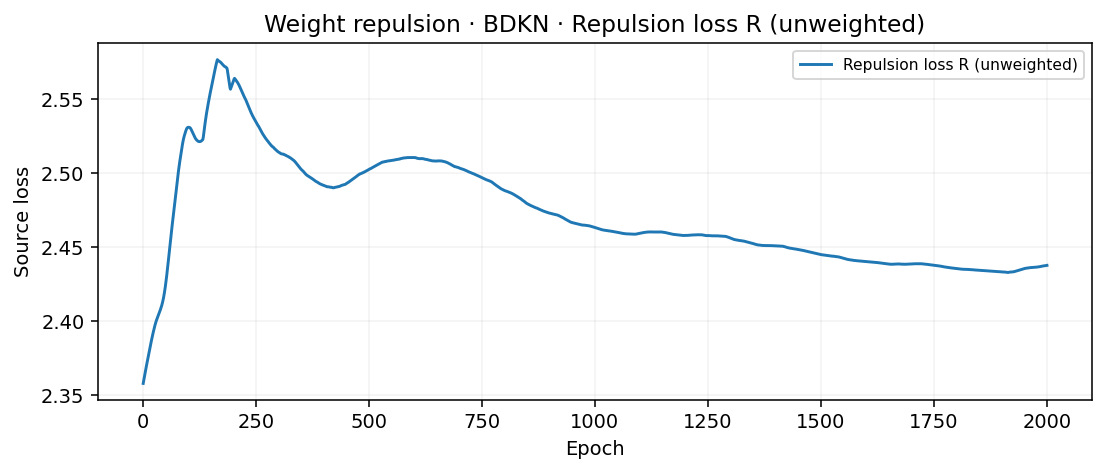 Weight repulsion · BDKN · Repulsion loss R (unweighted)
Repulsion loss R (unweighted)
Source loss
2.55
2.50
2.45
2.40
2.35
0 250 500 750 1000 1250 1500 1750 2000
Epoch